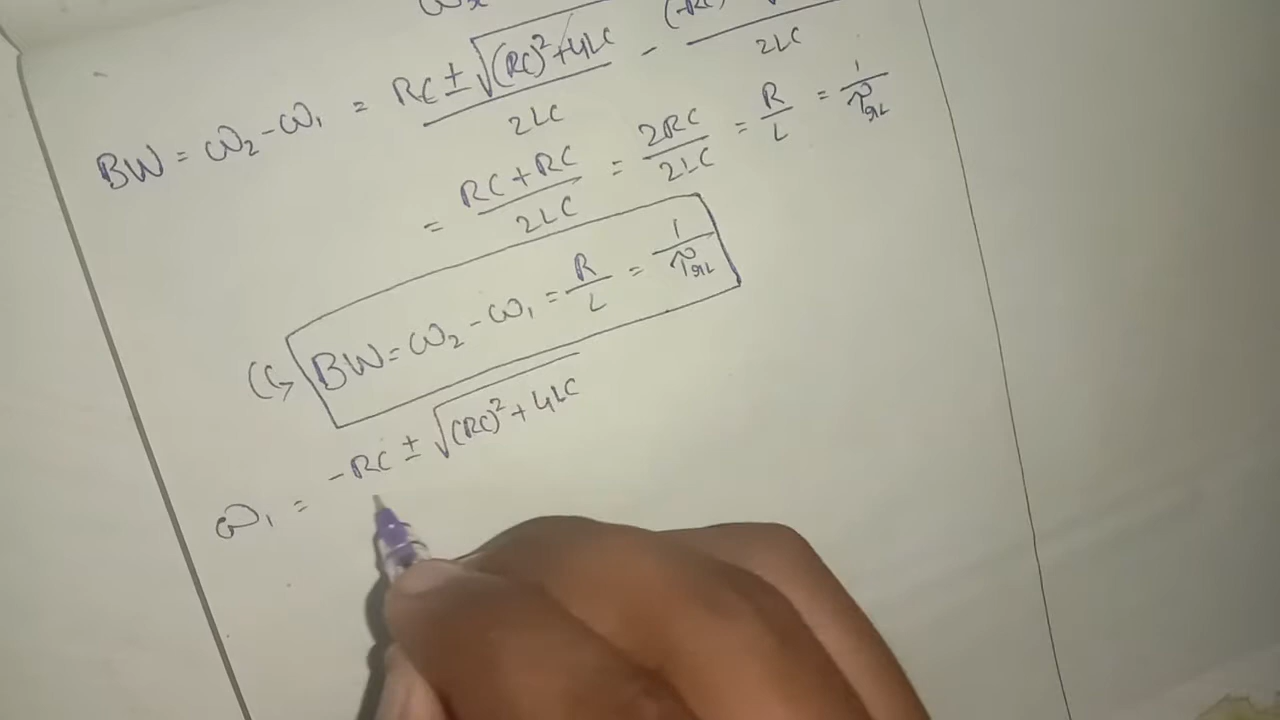 BW = ω₂ - ω₁ = RC ± √(RC)² + 4LC / 2LC - / 2LC
= RC + RC / 2LC = 2RC / 2LC = R / L = 1 /
BW = ω₂ - ω₁ = R / L = 1 /
ω₁ = -RC ± √(RC)² + 4LC